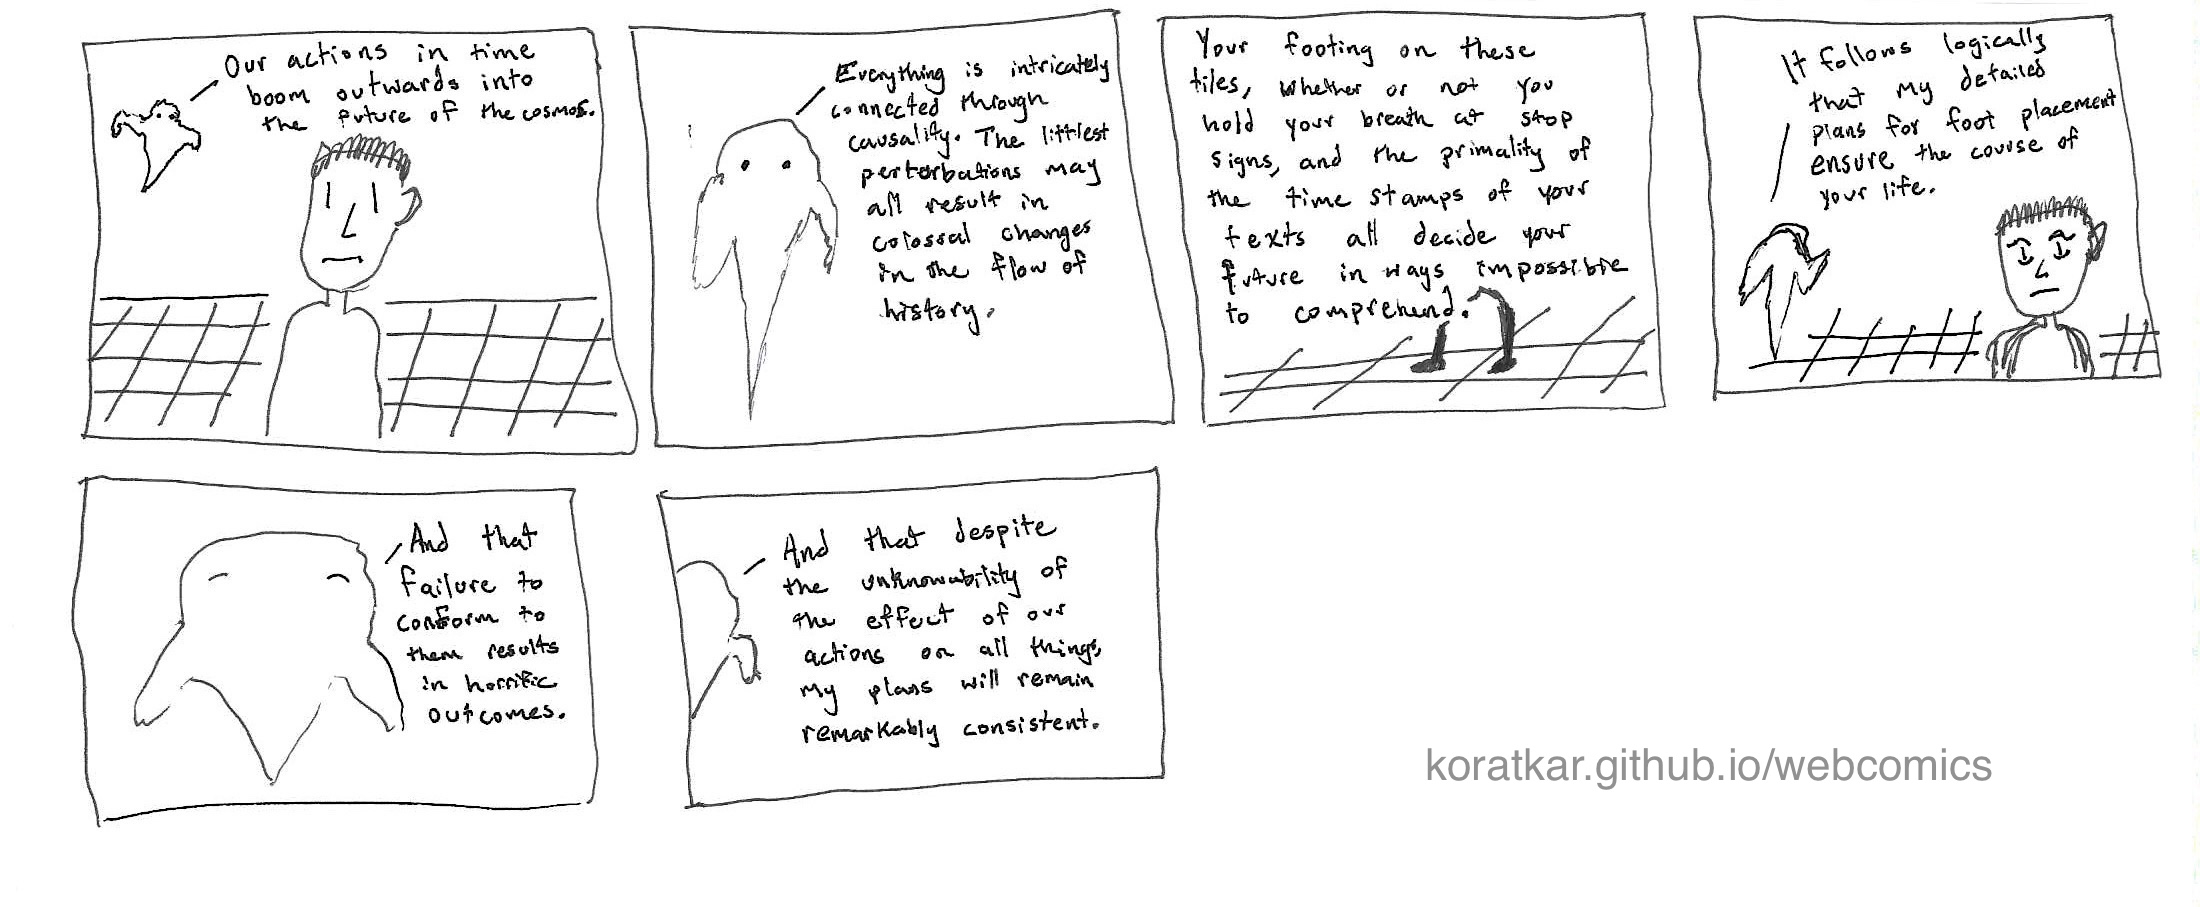 Our actions in time
boom outwards into
the future of the cosmos.
Everything is intricately
connected through
causality. The littlest
perturbations may
all result in
colossal changes
in the flow of
history.
Your footing on these
tiles, whether or not you
hold your breath at stop
signs, and the primality of
the time stamps of your
texts all decide your
future in ways impossible
to comprehend.
It follows logically
that my detailed
plans for foot placement
ensure the course of
your life.
And that
failure to
conform to
them results
in horrific
outcomes.
And that despite
the unknowability of
the effect of our
actions on all things,
my plans will remain
remarkably consistent.
koratkar.github.io/webcomics